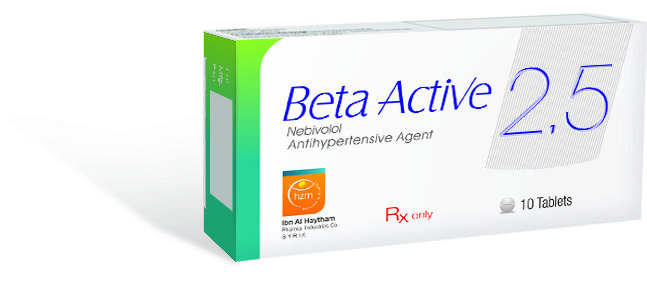 Beta Active 2,5
Nebivolol
Antihypertensive Agent
hzm
Ibn Al Haytham
Pharma. Industries Co.
SYRIA
Rx only
10 Tablets